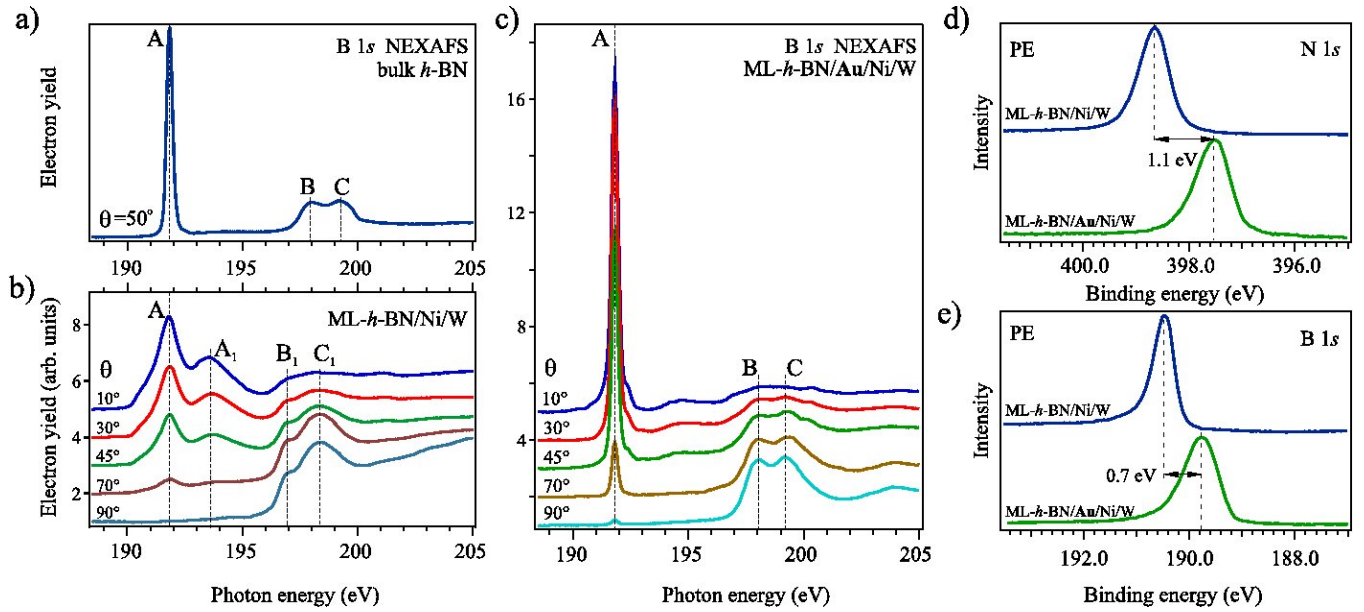 a)
A
B 1s NEXAFS
bulk h-BN
B C
θ=50°
Electron yield
190 195 200 205
b)
A
ML-h-BN/Ni/W
A₁
B₁ C₁
θ
10°
30°
45°
70°
90°
8
6
4
2
Electron yield (arb. units)
190 195 200 205
Photon energy (eV)
c)
A
B 1s NEXAFS
ML-h-BN/Au/Ni/W
16
12
8
4
θ
B C
10°
30°
45°
70°
90°
190 195 200 205
Photon energy (eV)
d)
PE
N 1s
ML-h-BN/Ni/W
1.1 eV
ML-h-BN/Au/Ni/W
Intensity
400.0 398.0 396.0
Binding energy (eV)
e)
PE
B 1s
ML-h-BN/Ni/W
0.7 eV
ML-h-BN/Au/Ni/W
Intensity
192.0 190.0 188.0
Binding energy (eV)